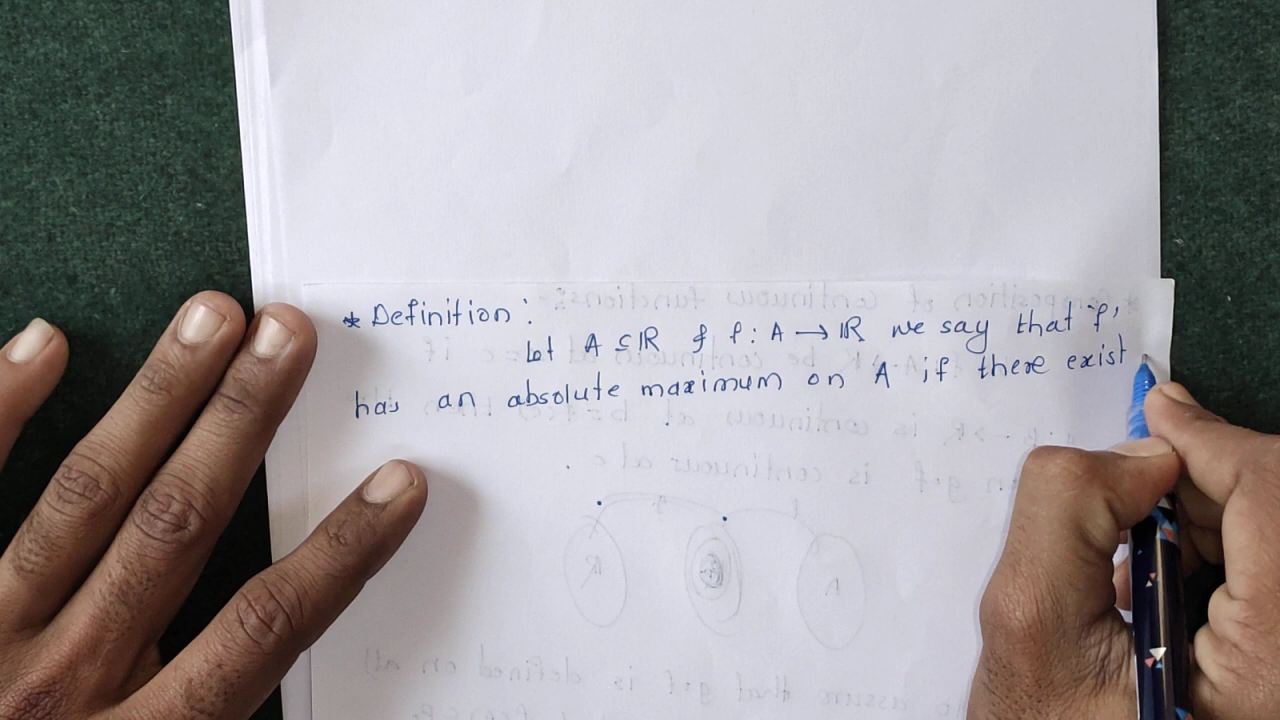 * Definition :
Let A ⊆ ℝ & f : A → ℝ we say that f,
has an absolute maximum on A if there exist